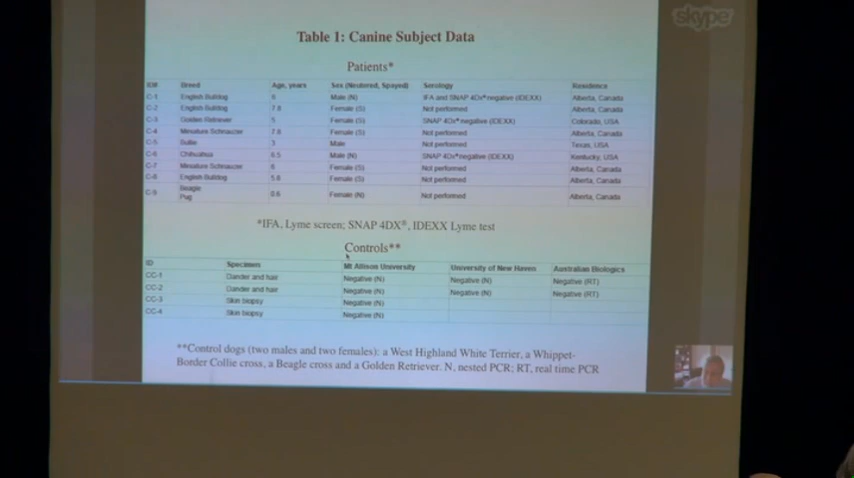 skype
Table 1: Canine Subject Data
Patients*
ID# Breed Age, years Sex (Neutered, Spayed) Serology Residence
C-1 English Bulldog 6 Male (N) IFA and SNAP 4Dx® negative (IDEXX) Alberta, Canada
C-2 English Bulldog 7.8 Female (S) Not performed Alberta, Canada
C-3 Golden Retriever 5 Female (S) SNAP 4Dx® negative (IDEXX) Colorado, USA
C-4 Miniature Schnauzer 7.8 Female (S) Not performed Alberta, Canada
C-5 3 Male Not performed Texas, USA
C-6 Chihuahua 6.5 Male (N) SNAP 4Dx® negative (IDEXX) Kentucky, USA
C-7 Miniature Schnauzer 6 Female (S) Not performed Alberta, Canada
C-8 English Bulldog 5.8 Female (S) Not performed Alberta, Canada
C-9 Beagle 8.6 Female (N) Not performed Alberta, Canada
Pug
*IFA, Lyme screen; SNAP 4DX®, IDEXX Lyme test
Controls**
ID Specimen Mt Allison University University of New Haven Australian Biologics
CC-1 Dander and hair Negative (N) Negative (N) Negative (RT)
CC-2 Dander and hair Negative (N) Negative (N) Negative (RT)
CC-3 Skin biopsy Negative (N)
CC-4 Skin biopsy Negative (N)
**Control dogs (two males and two females): a West Highland White Terrier, a Whippet-
Border Collie cross, a Beagle cross and a Golden Retriever. N, nested PCR; RT, real time PCR